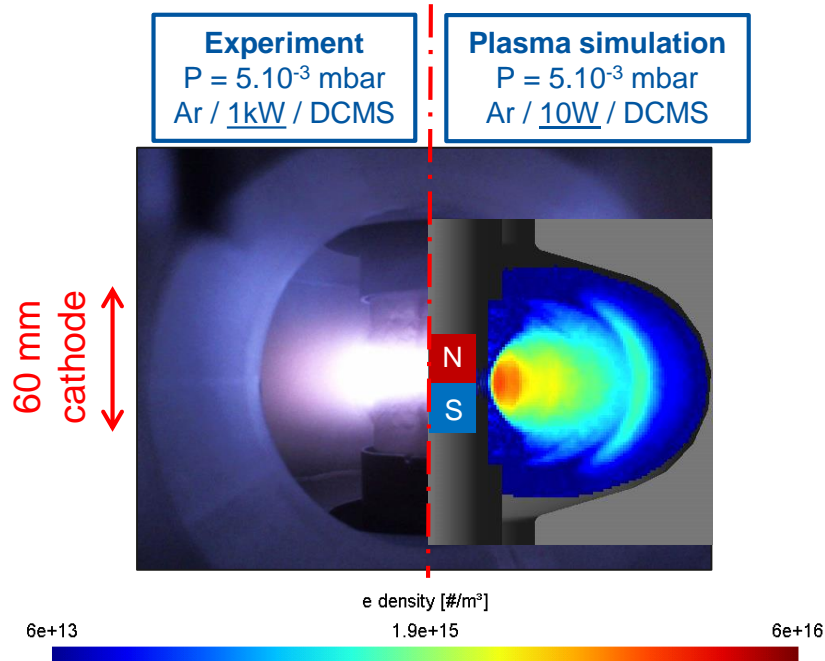 Experiment
P = 5.10⁻³ mbar
Ar / 1kW / DCMS
Plasma simulation
P = 5.10⁻³ mbar
Ar / 10W / DCMS
60 mm
cathode
N
S
e density [#/m³]
6e+13 1.9e+15 6e+16